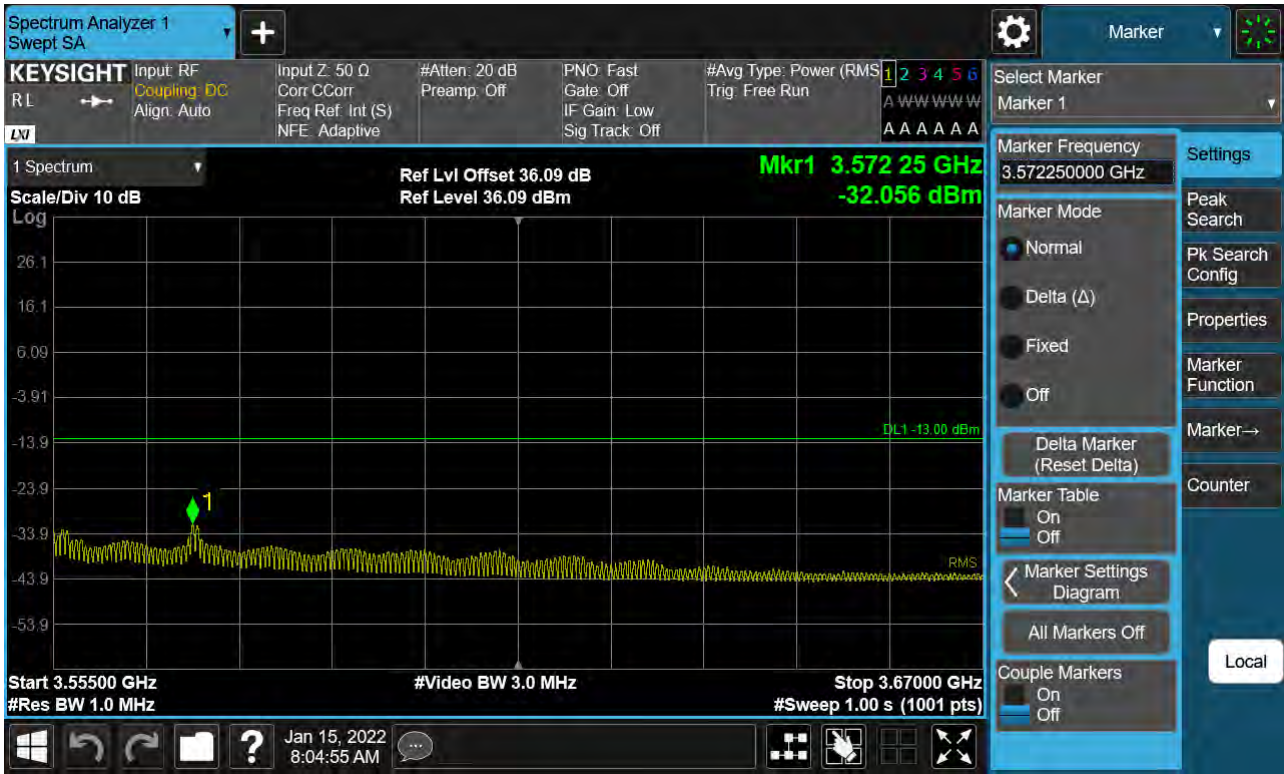 Spectrum Analyzer 1
Swept SA
+
Marker
KEYSIGHT
RL
LXI
Input: RF
Coupling: DC
Align: Auto
Input Z: 50 Ω
Corr CCorr
Freq Ref: Int (S)
NFE: Adaptive
#Atten: 20 dB
Preamp: Off
PNO: Fast
Gate: Off
IF Gain: Low
Sig Track: Off
#Avg Type: Power (RMS
Trig: Free Run
1 2 3 4 5 6
A W W W W W
A A A A A A
Select Marker
Marker 1
1 Spectrum
Scale/Div 10 dB
Log
Ref Lvl Offset 36.09 dB
Ref Level 36.09 dBm
Mkr1 3.572 25 GHz
-32.056 dBm
26.1
16.1
6.09
-3.91
-13.9
-23.9
-33.9
-43.9
-53.9
DL1 -13.00 dBm
1
RMS
Start 3.55500 GHz
#Res BW 1.0 MHz
#Video BW 3.0 MHz
Stop 3.67000 GHz
#Sweep 1.00 s (1001 pts)
Marker Frequency
3.572250000 GHz
Marker Mode
Normal
Delta (Δ)
Fixed
Off
Delta Marker
(Reset Delta)
Marker Table
On
Off
Marker Settings
Diagram
All Markers Off
Couple Markers
On
Off
Settings
Peak
Search
Pk Search
Config
Properties
Marker
Function
Marker→
Counter
Local
?
Jan 15, 2022
8:04:55 AM